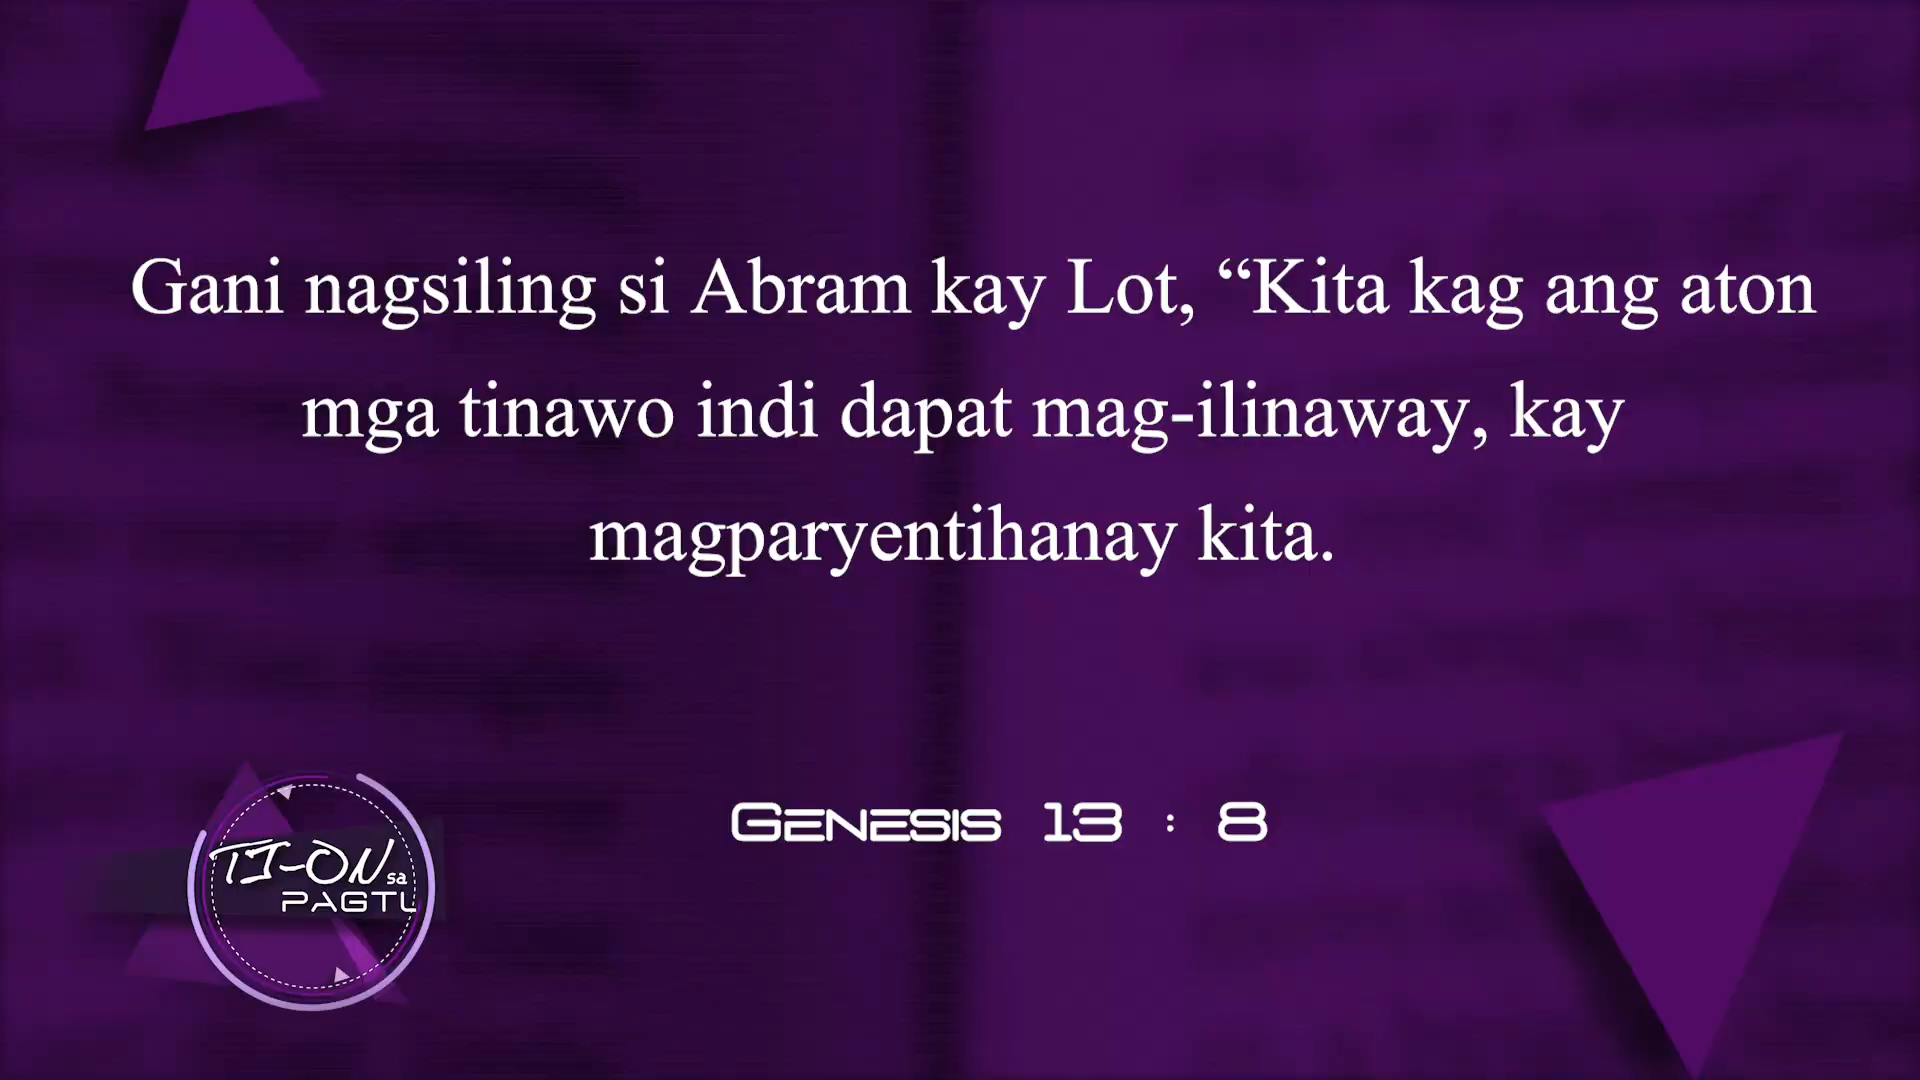 Gani nagsiling si Abram kay Lot, “Kita kag ang aton
mga tinawo indi dapat mag-ilinaway, kay
magparyentihanay kita.
GENESIS 13 : 8
TI-ON sa